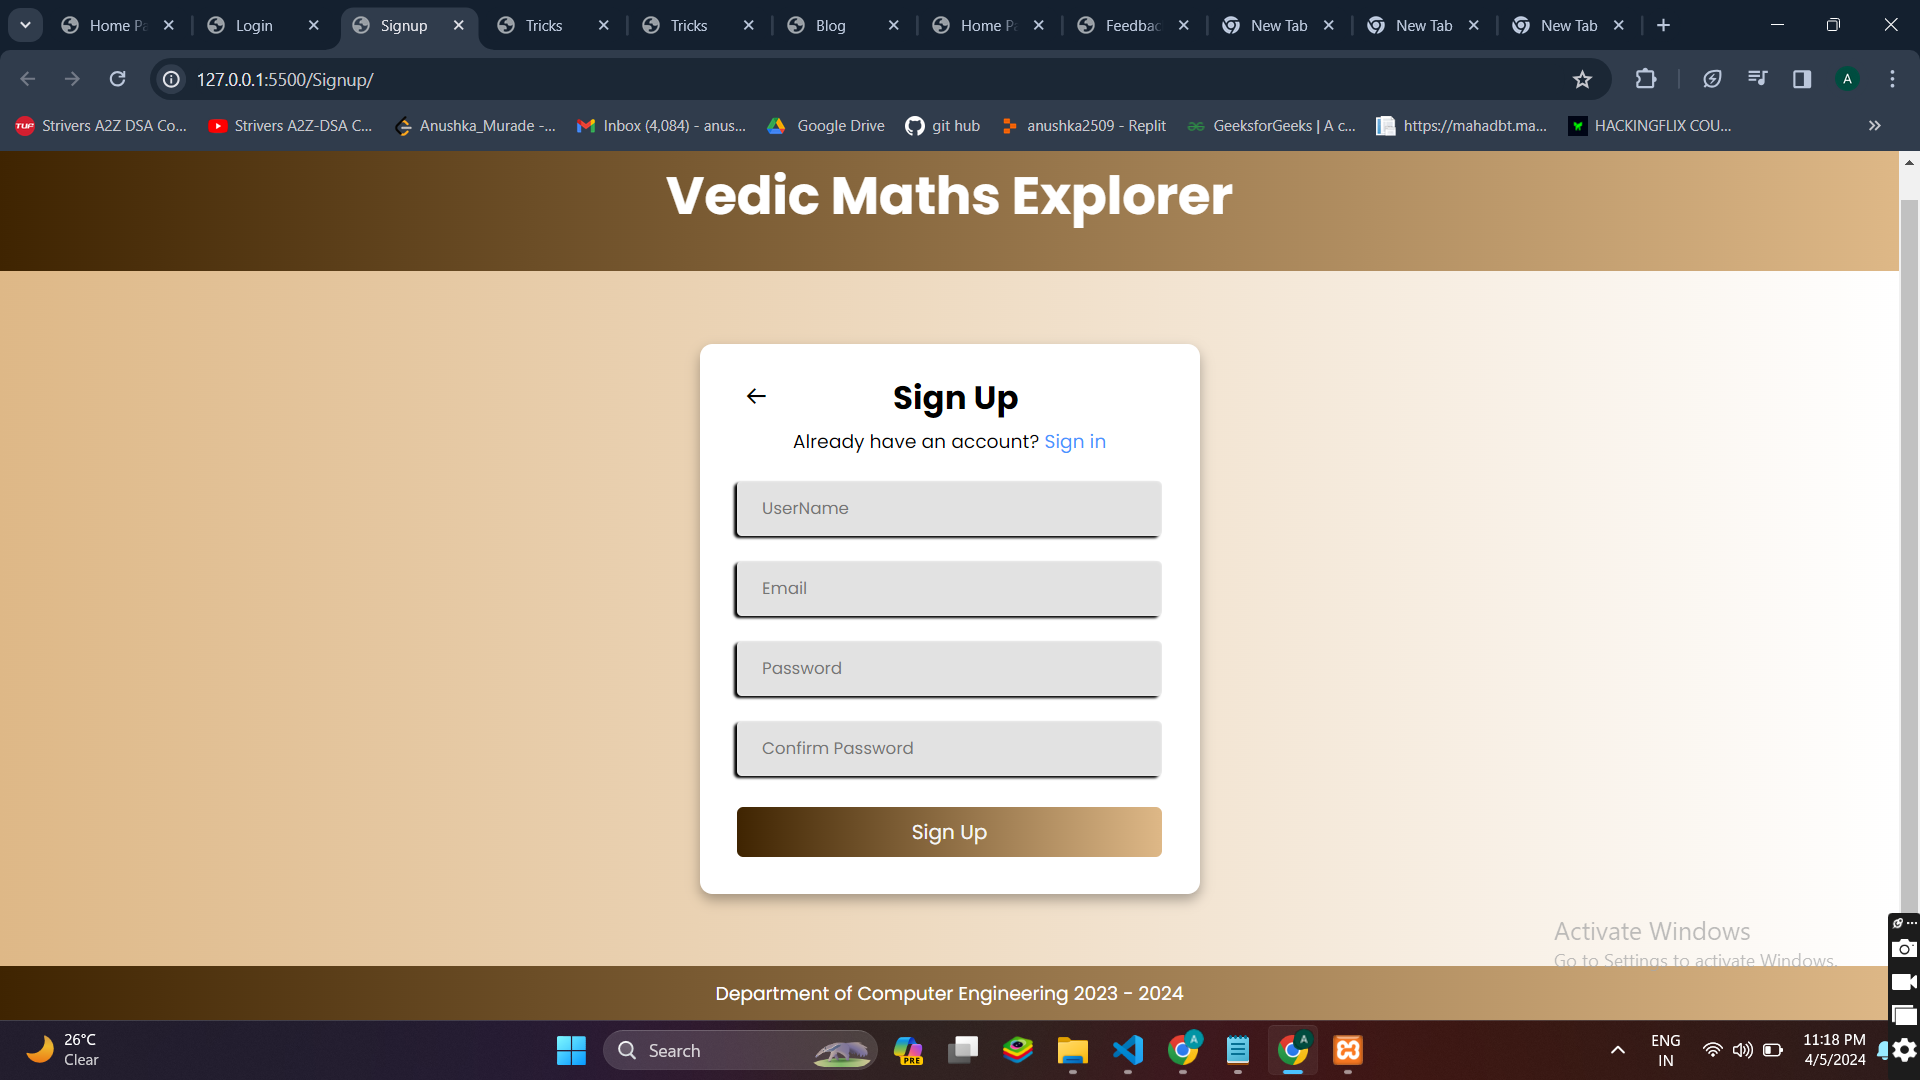 Home Pa
Login
Signup
Tricks
Tricks
Blog
Home Pa
Feedbac
New Tab
New Tab
New Tab
127.0.0.1:5500/Signup/
A
TUF
Strivers A2Z DSA Co...
Strivers A2Z-DSA C...
Anushka_Murade -...
Inbox (4,084) - anus...
Google Drive
git hub
anushka2509 - Replit
GeeksforGeeks | A c...
https://mahadbt.ma...
HACKINGFLIX COU...
Vedic Maths Explorer
Sign Up
Already have an account? Sign in
UserName
Email
Password
Confirm Password
Sign Up
Activate Windows
Go to Settings to activate Windows.
Department of Computer Engineering 2023 - 2024
26°C
Clear
Search
PRE
A
A
ENG
IN
11:18 PM
4/5/2024